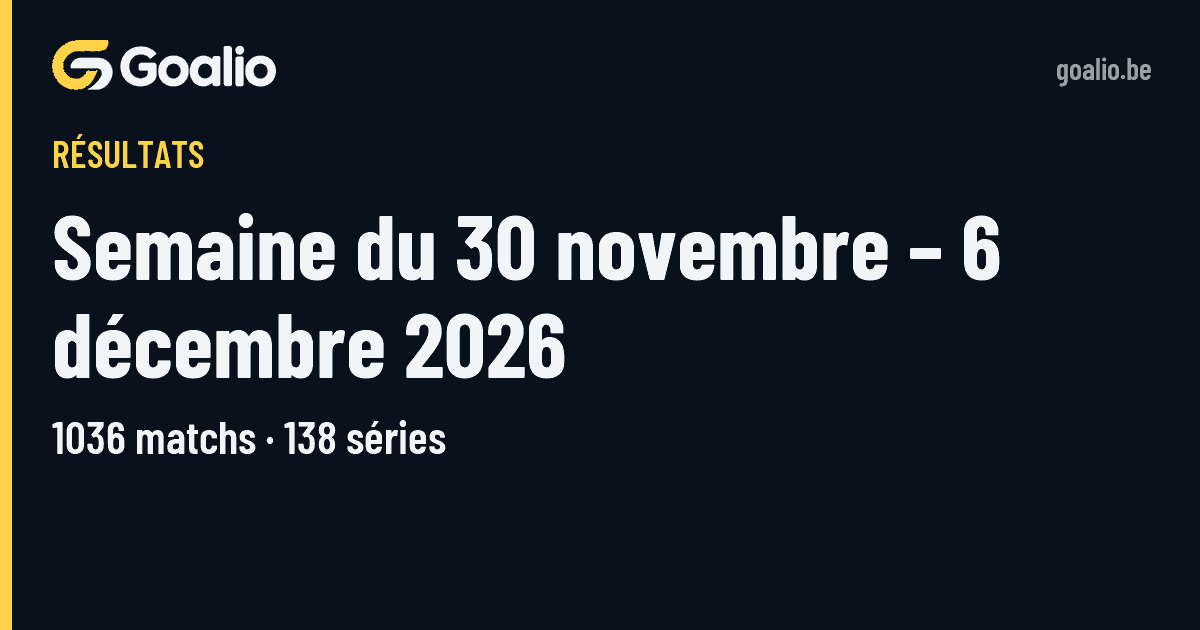 Goalio
goalio.be
RÉSULTATS
Semaine du 30 novembre – 6
décembre 2026
1036 matchs · 138 séries